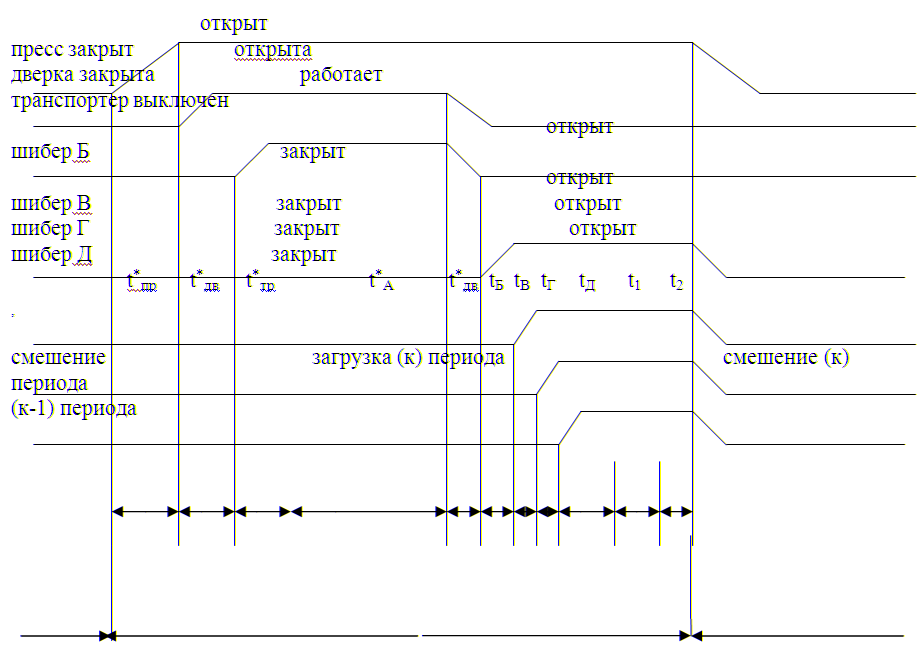 открыт
пресс закрыт открыта
дверка закрыта работает
транспортер выключен
открыт
шибер Б закрыт
открыт
шибер В закрыт открыт
шибер Г закрыт открыт
шибер Д закрыт
t*пр t*дв t*тр t*А t*дв tБ tВ tГ tД t1 t2
смешение загрузка (к) периода смешение (к)
периода
(к-1) периода